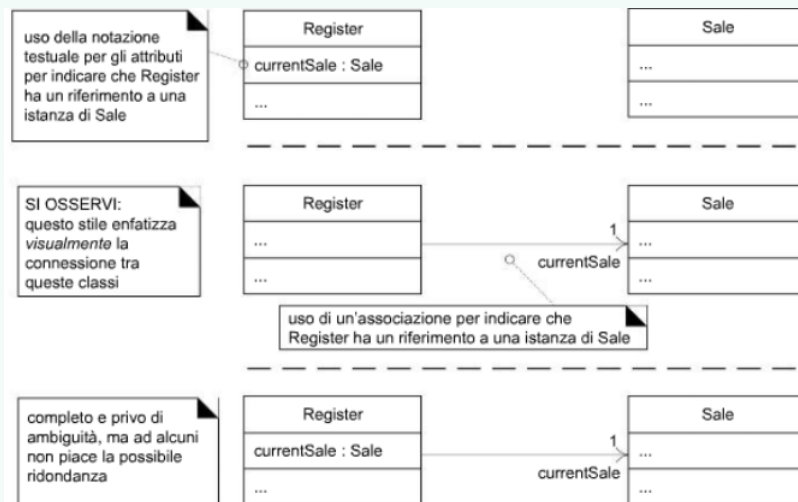 uso della notazione
testuale per gli attributi
per indicare che Register
ha un riferimento a una
istanza di Sale
Register
currentSale : Sale
...
Sale
...
...
SI OSSERVI:
questo stile enfatizza
visualmente la
connessione tra
queste classi
Register
...
...
1
currentSale
Sale
...
...
uso di un'associazione per indicare che
Register ha un riferimento a una istanza di Sale
completo e privo di
ambiguità, ma ad alcuni
non piace la possibile
ridondanza
Register
currentSale : Sale
...
1
currentSale
Sale
...
...